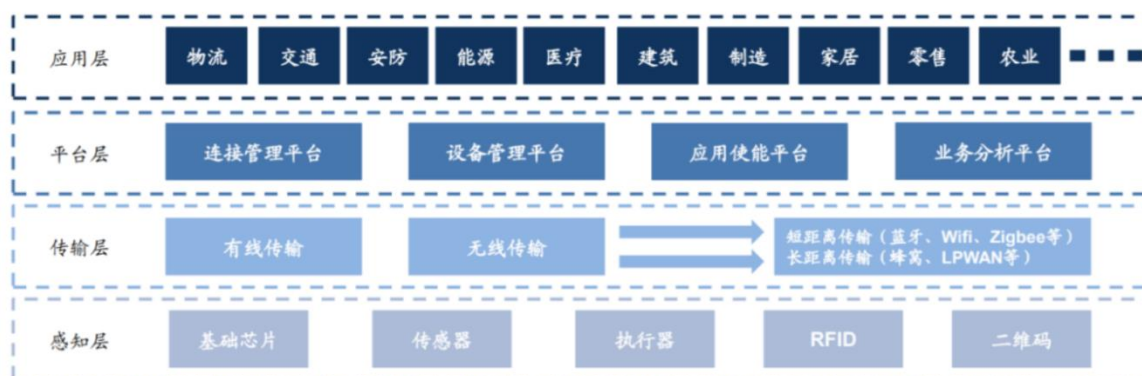 应用层
物流
交通
安防
能源
医疗
建筑
制造
家居
零售
农业
平台层
连接管理平台
设备管理平台
应用使能平台
业务分析平台
传输层
有线传输
无线传输
短距离传输（蓝牙、Wifi、Zigbee等）
长距离传输（蜂窝、LPWAN等）
感知层
基础芯片
传感器
执行器
RFID
二维码